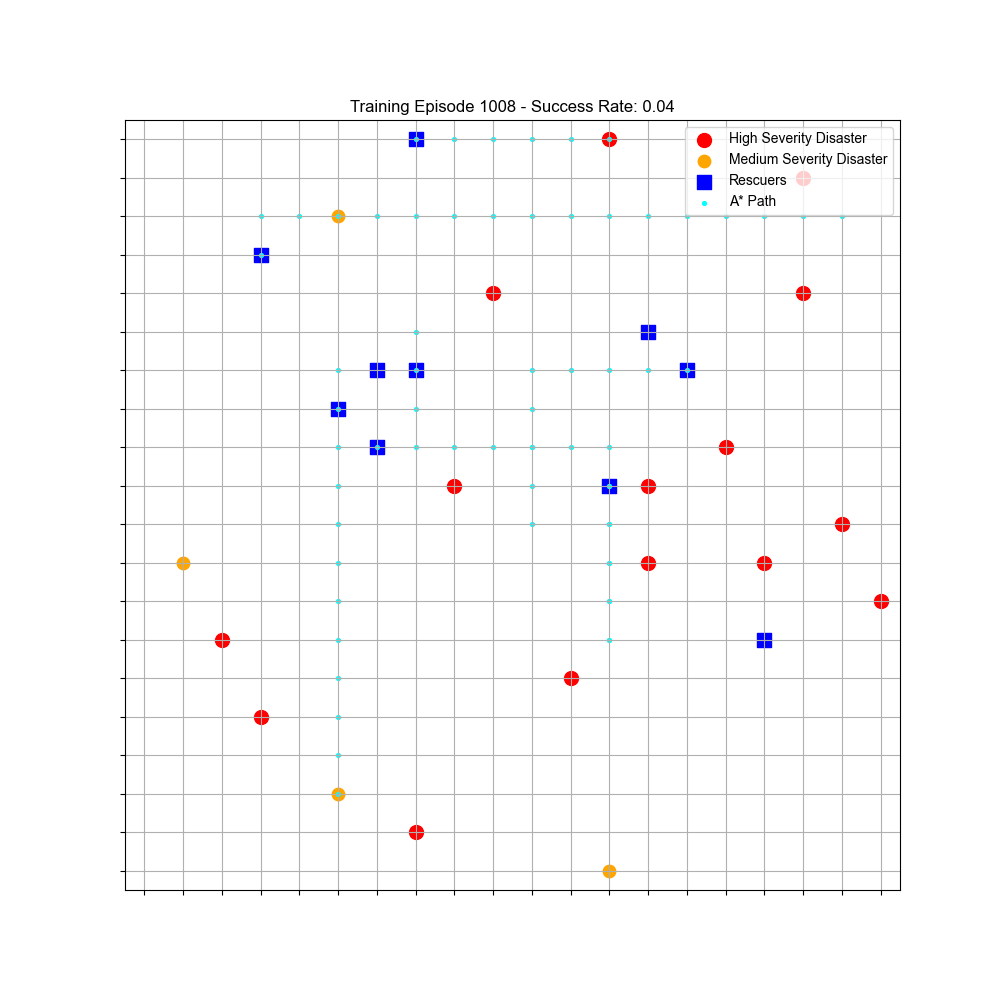 Training Episode 1008 - Success Rate: 0.04
High Severity Disaster
Medium Severity Disaster
Rescuers
A* Path